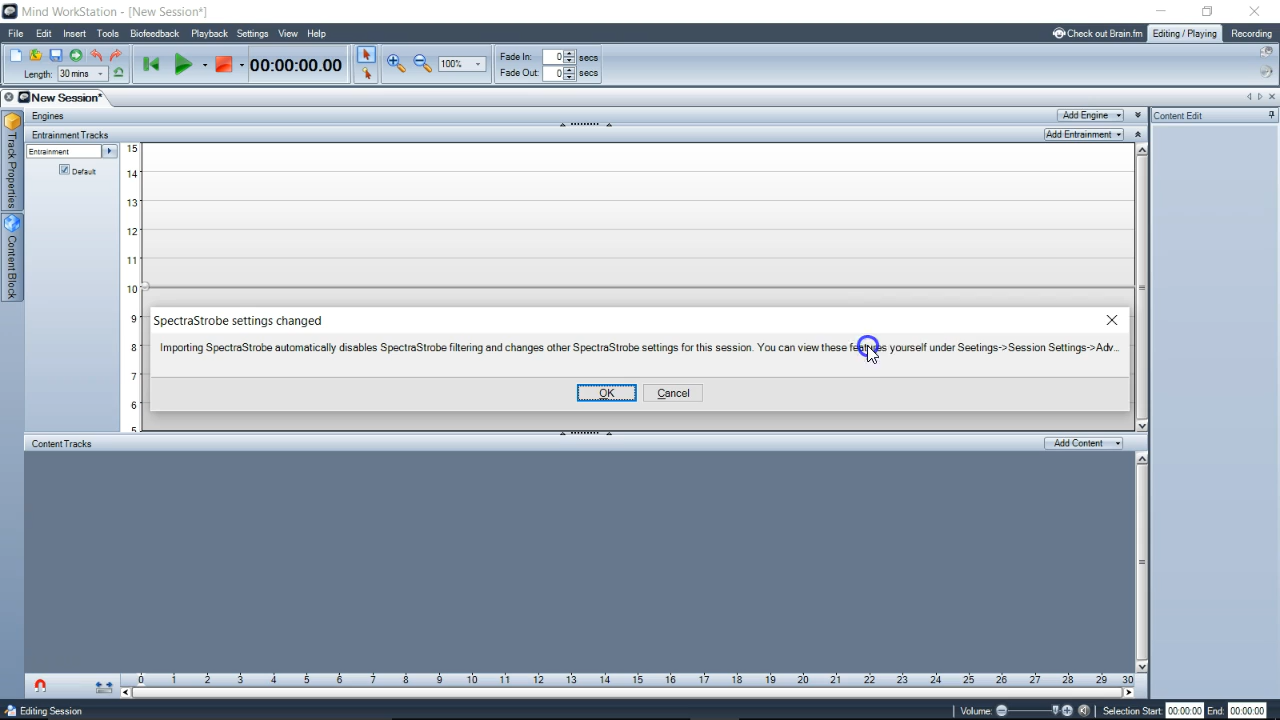 Mind WorkStation - [New Session*]
File Edit Insert Tools Biofeedback Playback Settings View Help
Check out Brain.fm Editing / Playing Recording
Length: 30 mins
00:00:00.00
100%
Fade In: 0 secs
Fade Out: 0 secs
New Session*
Engines
Add Engine
Content Edit
Entrainment Tracks
Add Entrainment
Track Properties
Content Block
Entrainment
Default
15
14
13
12
11
10
9
8
7
6
5
SpectraStrobe settings changed
Importing SpectraStrobe automatically disables SpectraStrobe filtering and changes other SpectraStrobe settings for this session. You can view these features yourself under Seetings->Session Settings->Adv...
OK Cancel
Content Tracks
Add Content
0 1 2 3 4 5 6 7 8 9 10 11 12 13 14 15 16 17 18 19 20 21 22 23 24 25 26 27 28 29 30
Editing Session
Volume:
Selection Start: 00:00:00 End: 00:00:00